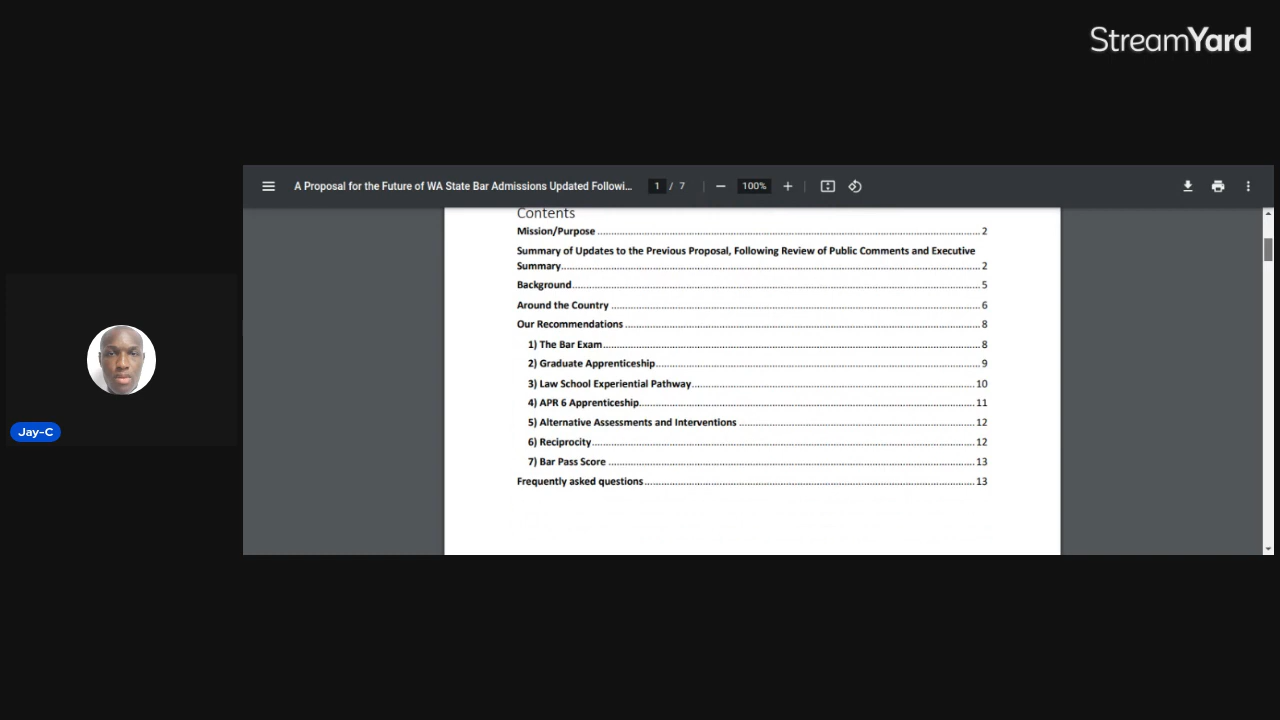 StreamYard
A Proposal for the Future of WA State Bar Admissions Updated Followi...
1 / 7
100%
Contents
Mission/Purpose 2
Summary of Updates to the Previous Proposal, Following Review of Public Comments and Executive
Summary 2
Background 5
Around the Country 6
Our Recommendations 8
1) The Bar Exam 8
2) Graduate Apprenticeship 9
3) Law School Experiential Pathway 10
4) APR 6 Apprenticeship 11
5) Alternative Assessments and Interventions 12
6) Reciprocity 12
7) Bar Pass Score 13
Frequently asked questions 13
Jay-C